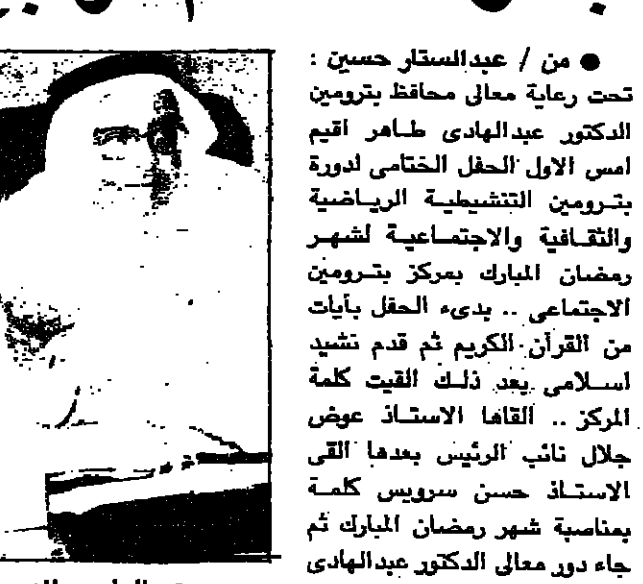 ● من / عبدالستار حسين :
تحت رعاية معالى محافظ بترومين
الدكتور عبدالهادى طاهر اقيم
امس الاول الحفل الختامى لدورة
بترومين التنشيطية الرياضية
والثقافية والاجتماعية لشهر
رمضان المبارك بمركز بترومين
الاجتماعى .. بدىء الحفل بأيات
من القرآن الكريم ثم قدم نشيد
اسلامى بعد ذلك القيت كلمة
المركز .. القاها الاستاذ عوض
جلال نائب الرئيس بعدها القى
الاستاذ حسن سرويس كلمة
بمناصبة شهر رمضان المبارك ثم
جاء دور معالى الدكتور عبدالهادى